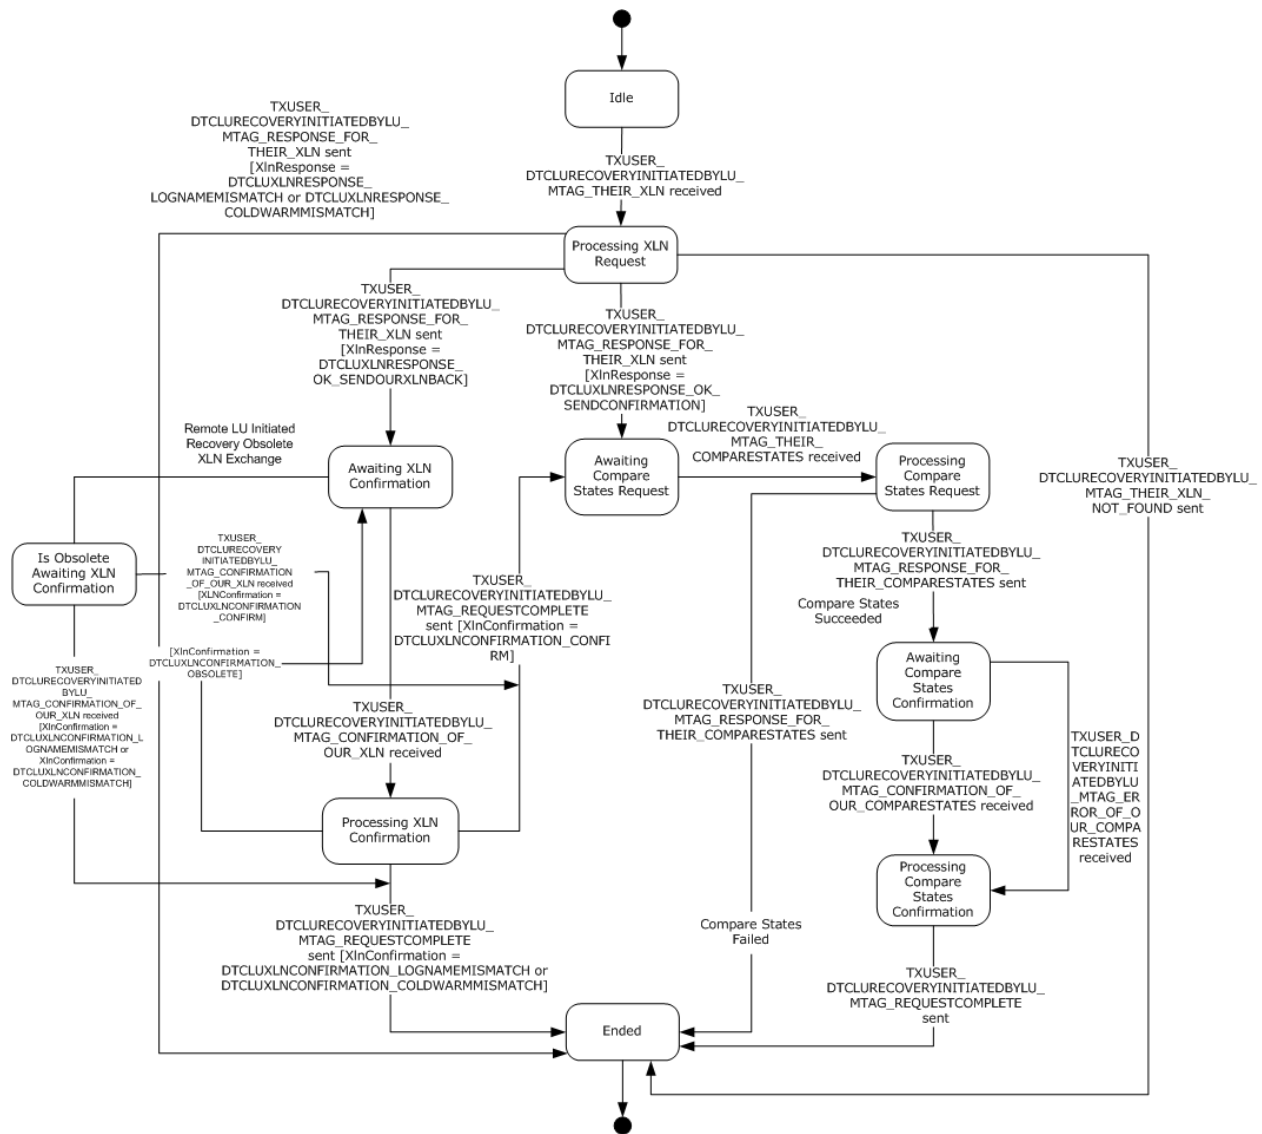 Idle
TXUSER_
DTCLURECOVERYINITIATEDBYLU_
MTAG_RESPONSE_FOR_
THEIR_XLN sent
[XlnResponse =
DTCLUXLNRESPONSE_
LOGNAMEMISMATCH or DTCLUXLNRESPONSE_
COLDWARMMISMATCH]
TXUSER_
DTCLURECOVERYINITIATEDBYLU_
MTAG_THEIR_XLN received
Processing XLN
Request
TXUSER_
DTCLURECOVERYINITIATEDBYLU_
MTAG_RESPONSE_FOR_
THEIR_XLN sent
[XlnResponse =
DTCLUXLNRESPONSE_
OK_SENDOURXLNBACK]
TXUSER_
DTCLURECOVERYINITIATEDBYLU_
MTAG_RESPONSE_FOR_
THEIR_XLN sent
[XlnResponse =
DTCLUXLNRESPONSE_OK_
SENDCONFIRMATION]
TXUSER_
DTCLURECOVERYINITIATEDBYLU_
MTAG_THEIR_
COMPARESTATES received
Remote LU Initiated
Recovery Obsolete
XLN Exchange
Awaiting XLN
Confirmation
Awaiting
Compare
States Request
Processing
Compare
States Request
TXUSER_
DTCLURECOVERYINITIATEDBYLU_
MTAG_THEIR_XLN_
NOT_FOUND sent
Is Obsolete
Awaiting XLN
Confirmation
TXUSER_
DTCLURECOVERY
INITIATEDBYLU_
MTAG_CONFIRMATION
_OF_OUR_XLN received
[XLNConfirmation =
DTCLUXLNCONFIRMATION
_CONFIRM]
TXUSER_
DTCLURECOVERYINITIATEDBYLU_
MTAG_REQUESTCOMPLETE
sent [XlnConfirmation =
DTCLUXLNCONFIRMATION_CONFI
RM]
TXUSER_
DTCLURECOVERYINITIATEDBYLU_
MTAG_RESPONSE_FOR_
THEIR_COMPARESTATES sent
Compare States
Succeeded
[XlnConfirmation =
DTCLUXLNCONFIRMATION_
OBSOLETE]
TXUSER_
DTCLURECOVERYINITIATED
BYLU_
MTAG_CONFIRMATION_OF_
OUR_XLN received
[XlnConfirmation =
DTCLUXLNCONFIRMATION_L
OGNAMEMISMATCH or
XlnConfirmation =
DTCLUXLNCONFIRMATION_
COLDWARMMISMATCH]
TXUSER_
DTCLURECOVERYINITIATEDBYLU_
MTAG_CONFIRMATION_OF_
OUR_XLN received
TXUSER_
DTCLURECOVERYINITIATEDBYLU_
MTAG_RESPONSE_FOR_
THEIR_COMPARESTATES sent
Awaiting
Compare
States
Confirmation
TXUSER_D
TCLURECO
VERYINITI
ATEDBYLU
_MTAG_ER
ROR_OF_O
UR_COMPA
RESTATES
received
TXUSER_
DTCLURECOVERYINITIATEDBYLU_
MTAG_CONFIRMATION_OF_
OUR_COMPARESTATES received
Processing XLN
Confirmation
Processing
Compare
States
Confirmation
TXUSER_
DTCLURECOVERYINITIATEDBYLU_
MTAG_REQUESTCOMPLETE
sent [XlnConfirmation =
DTCLUXLNCONFIRMATION_LOGNAMEMISMATCH or
DTCLUXLNCONFIRMATION_COLDWARMMISMATCH]
Compare States
Failed
TXUSER_
DTCLURECOVERYINITIATEDBYLU_
MTAG_REQUESTCOMPLETE
sent
Ended